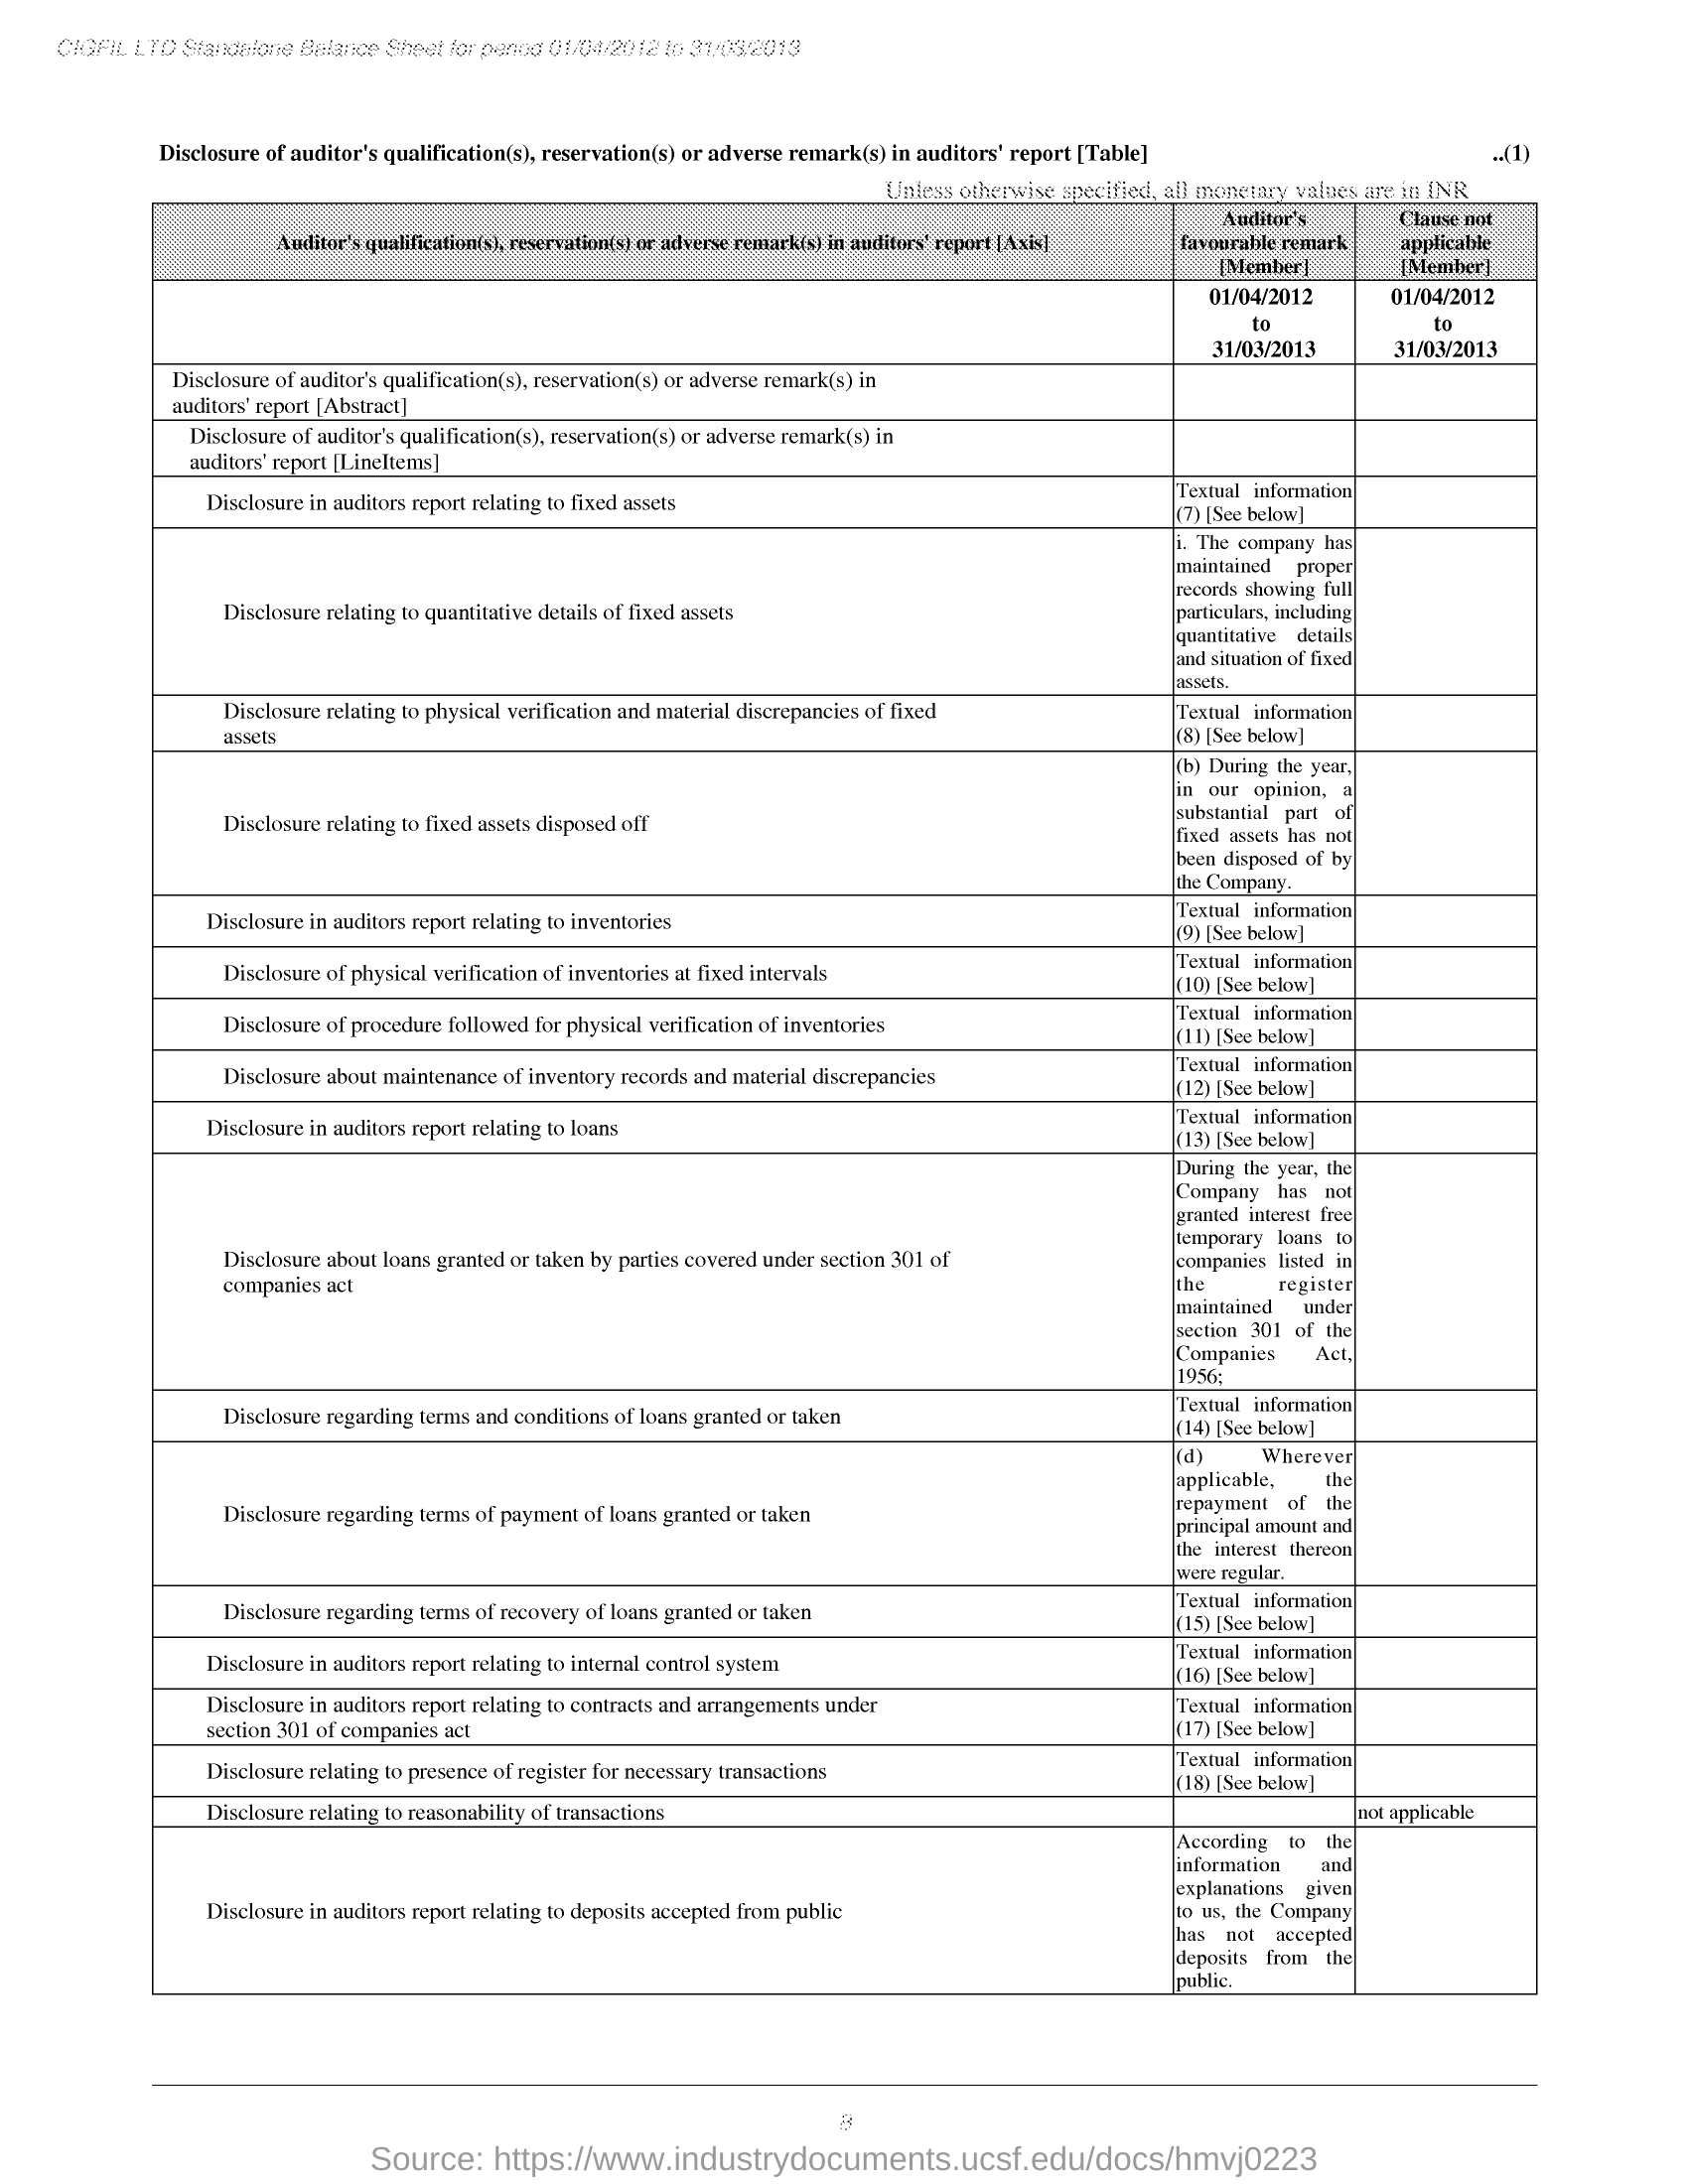 CIGFIL LTD Standalone Balance Sheet for period 01/04/2012 to 31/03/2013
Disclosure of auditor's qualification(s), reservation(s) or adverse remark(s) in auditors' report [Table] ..(1)
Unless otherwise specified, all monetary values are in INR
Auditor's qualification(s), reservation(s) or adverse remark(s) in auditors' report [Axis]
Auditor's
favourable remark
[Member]
Clause not
applicable
[Member]
01/04/2012
to
31/03/2013
01/04/2012
to
31/03/2013
Disclosure of auditor's qualification(s), reservation(s) or adverse remark(s) in
auditors' report [Abstract]
Disclosure of auditor's qualification(s), reservation(s) or adverse remark(s) in
auditors' report [LineItems]
Disclosure in auditors report relating to fixed assets
Textual information
(7) [See below]
Disclosure relating to quantitative details of fixed assets
i. The company has
maintained proper
records showing full
particulars, including
quantitative details
and situation of fixed
assets.
Disclosure relating to physical verification and material discrepancies of fixed
assets
Textual information
(8) [See below]
Disclosure relating to fixed assets disposed off
(b) During the year,
in our opinion, a
substantial part of
fixed assets has not
been disposed of by
the Company.
Disclosure in auditors report relating to inventories
Textual information
(9) [See below]
Disclosure of physical verification of inventories at fixed intervals
Textual information
(10) [See below]
Disclosure of procedure followed for physical verification of inventories
Textual information
(11) [See below]
Disclosure about maintenance of inventory records and material discrepancies
Textual information
(12) [See below]
Disclosure in auditors report relating to loans
Textual information
(13) [See below]
Disclosure about loans granted or taken by parties covered under section 301 of
companies act
During the year, the
Company has not
granted interest free
temporary loans to
companies listed in
the register
maintained under
section 301 of the
Companies Act,
1956;
Disclosure regarding terms and conditions of loans granted or taken
Textual information
(14) [See below]
Disclosure regarding terms of payment of loans granted or taken
(d) Wherever
applicable, the
repayment of the
principal amount and
the interest thereon
were regular.
Disclosure regarding terms of recovery of loans granted or taken
Textual information
(15) [See below]
Disclosure in auditors report relating to internal control system
Textual information
(16) [See below]
Disclosure in auditors report relating to contracts and arrangements under
section 301 of companies act
Textual information
(17) [See below]
Disclosure relating to presence of register for necessary transactions
Textual information
(18) [See below]
Disclosure relating to reasonability of transactions
not applicable
Disclosure in auditors report relating to deposits accepted from public
According to the
information and
explanations given
to us, the Company
has not accepted
deposits from the
public.
8
Source: https://www.industrydocuments.ucsf.edu/docs/hmvj0223